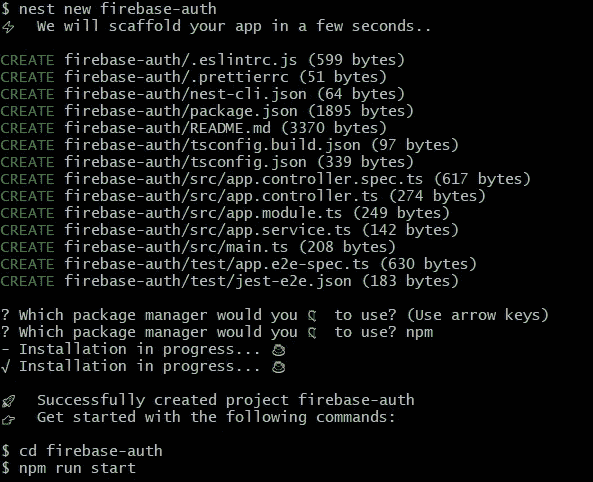 $ nest new firebase-auth
⚡ We will scaffold your app in a few seconds..
CREATE firebase-auth/.eslintrc.js (599 bytes)
CREATE firebase-auth/.prettierrc (51 bytes)
CREATE firebase-auth/nest-cli.json (64 bytes)
CREATE firebase-auth/package.json (1895 bytes)
CREATE firebase-auth/README.md (3370 bytes)
CREATE firebase-auth/tsconfig.build.json (97 bytes)
CREATE firebase-auth/tsconfig.json (339 bytes)
CREATE firebase-auth/src/app.controller.spec.ts (617 bytes)
CREATE firebase-auth/src/app.controller.ts (274 bytes)
CREATE firebase-auth/src/app.module.ts (249 bytes)
CREATE firebase-auth/src/app.service.ts (142 bytes)
CREATE firebase-auth/src/main.ts (208 bytes)
CREATE firebase-auth/test/app.e2e-spec.ts (630 bytes)
CREATE firebase-auth/test/jest-e2e.json (183 bytes)
? Which package manager would you to use? (Use arrow keys)
? Which package manager would you to use? npm
- Installation in progress... ☕
√ Installation in progress... ☕
🚀 Successfully created project firebase-auth
👉 Get started with the following commands:
$ cd firebase-auth
$ npm run start